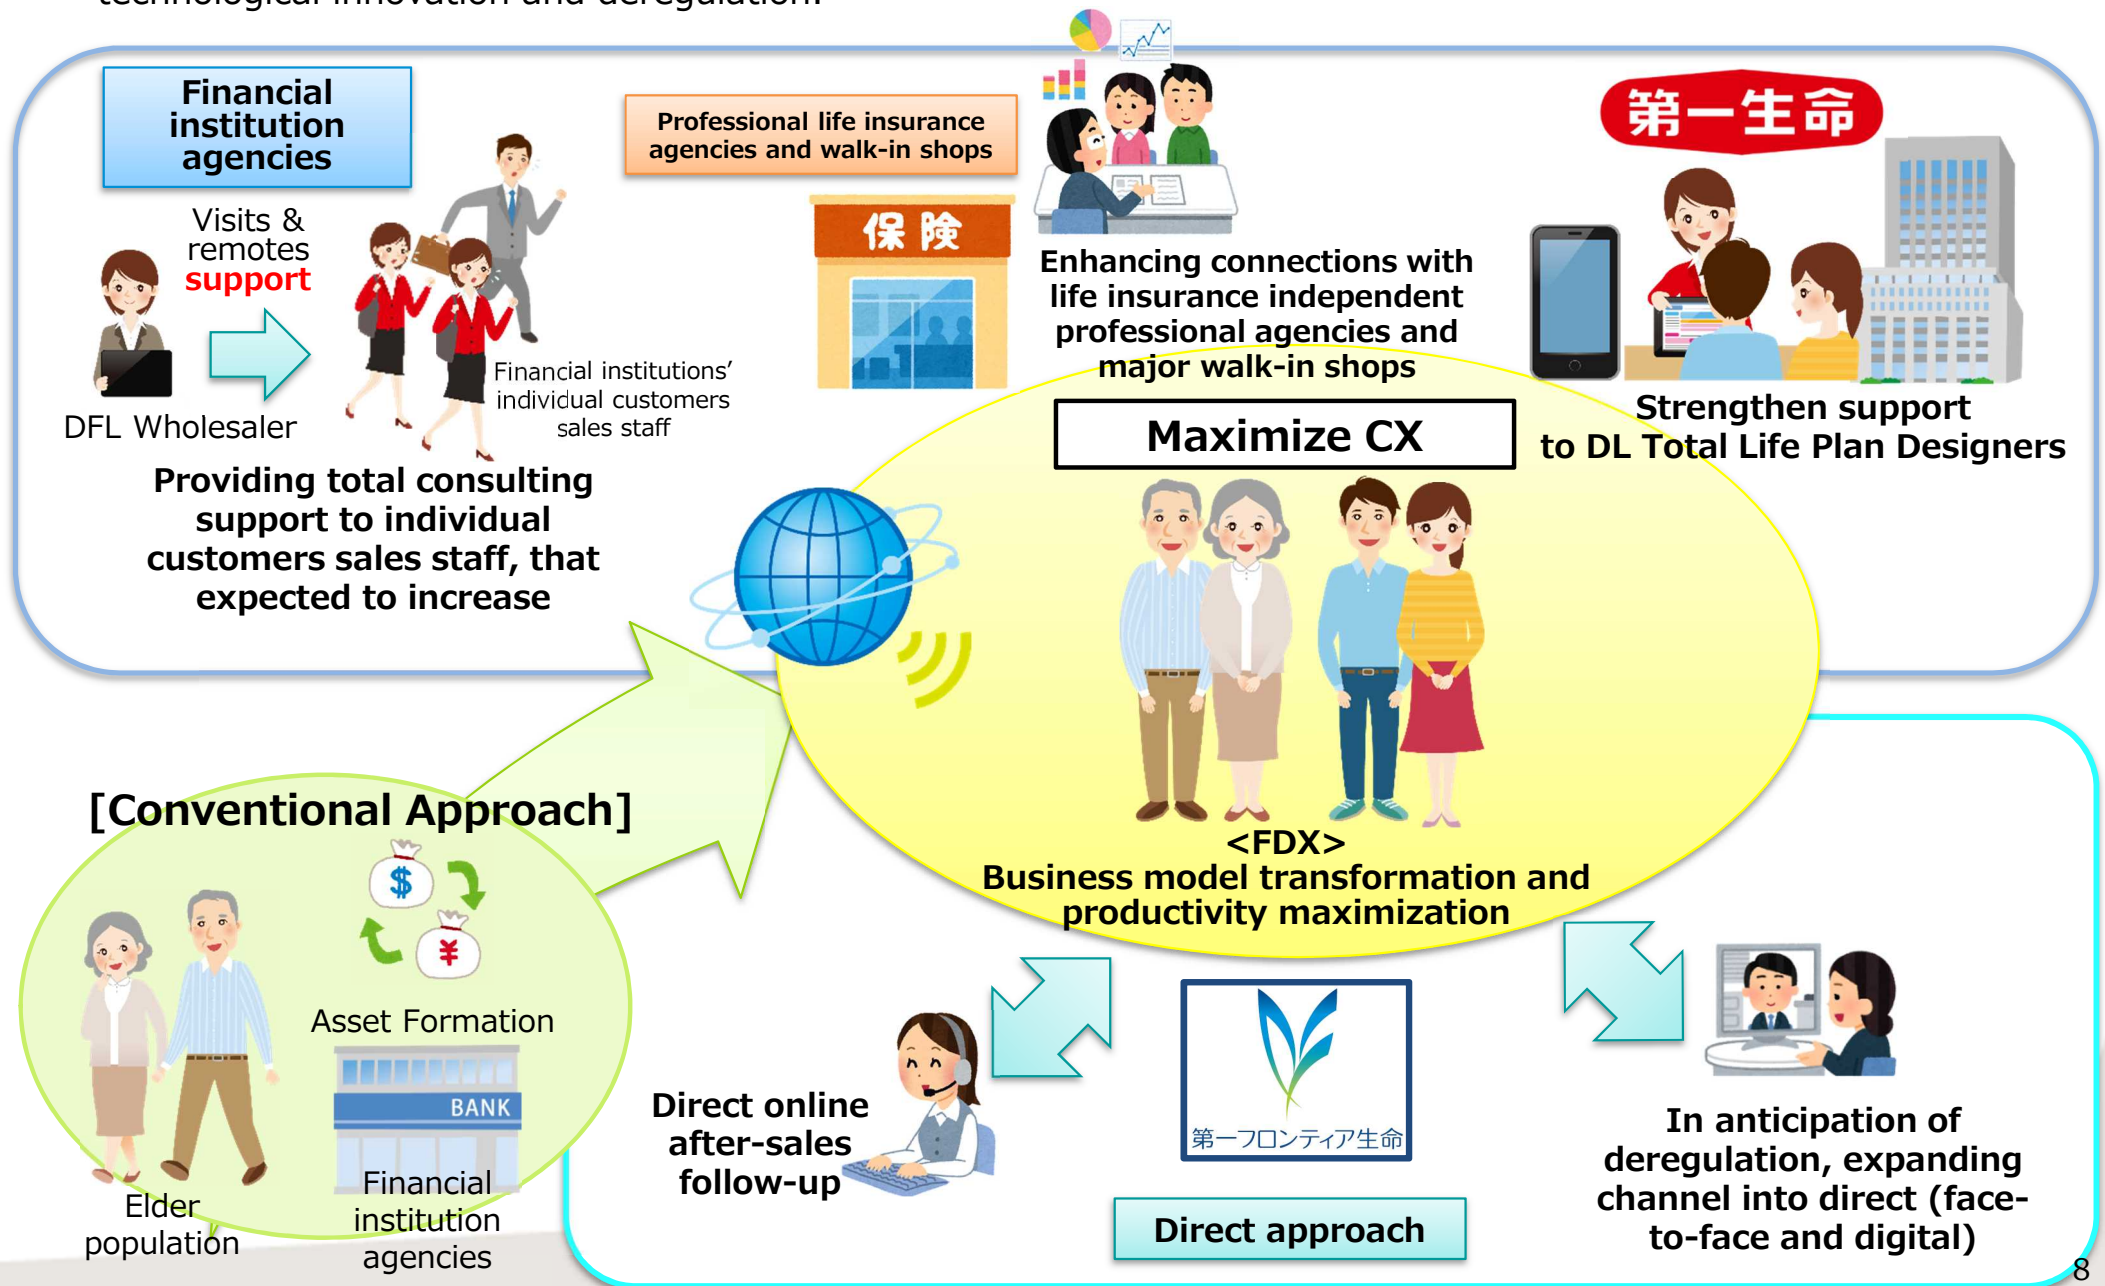 technological innovation and deregulation.
Financial
institution
agencies
Visits &
remotes
support
DFL Wholesaler
Financial institutions’
individual customers
sales staff
Providing total consulting
support to individual
customers sales staff, that
expected to increase
Professional life insurance
agencies and walk-in shops
保険
Enhancing connections with
life insurance independent
professional agencies and
major walk-in shops
第一生命
Strengthen support
to DL Total Life Plan Designers
Maximize CX
<FDX>
Business model transformation and
productivity maximization
[Conventional Approach]
$
¥
Asset Formation
BANK
Elder
population
Financial
institution
agencies
Direct online
after-sales
follow-up
第一フロンティア生命
Direct approach
In anticipation of
deregulation, expanding
channel into direct (face-
to-face and digital)
8